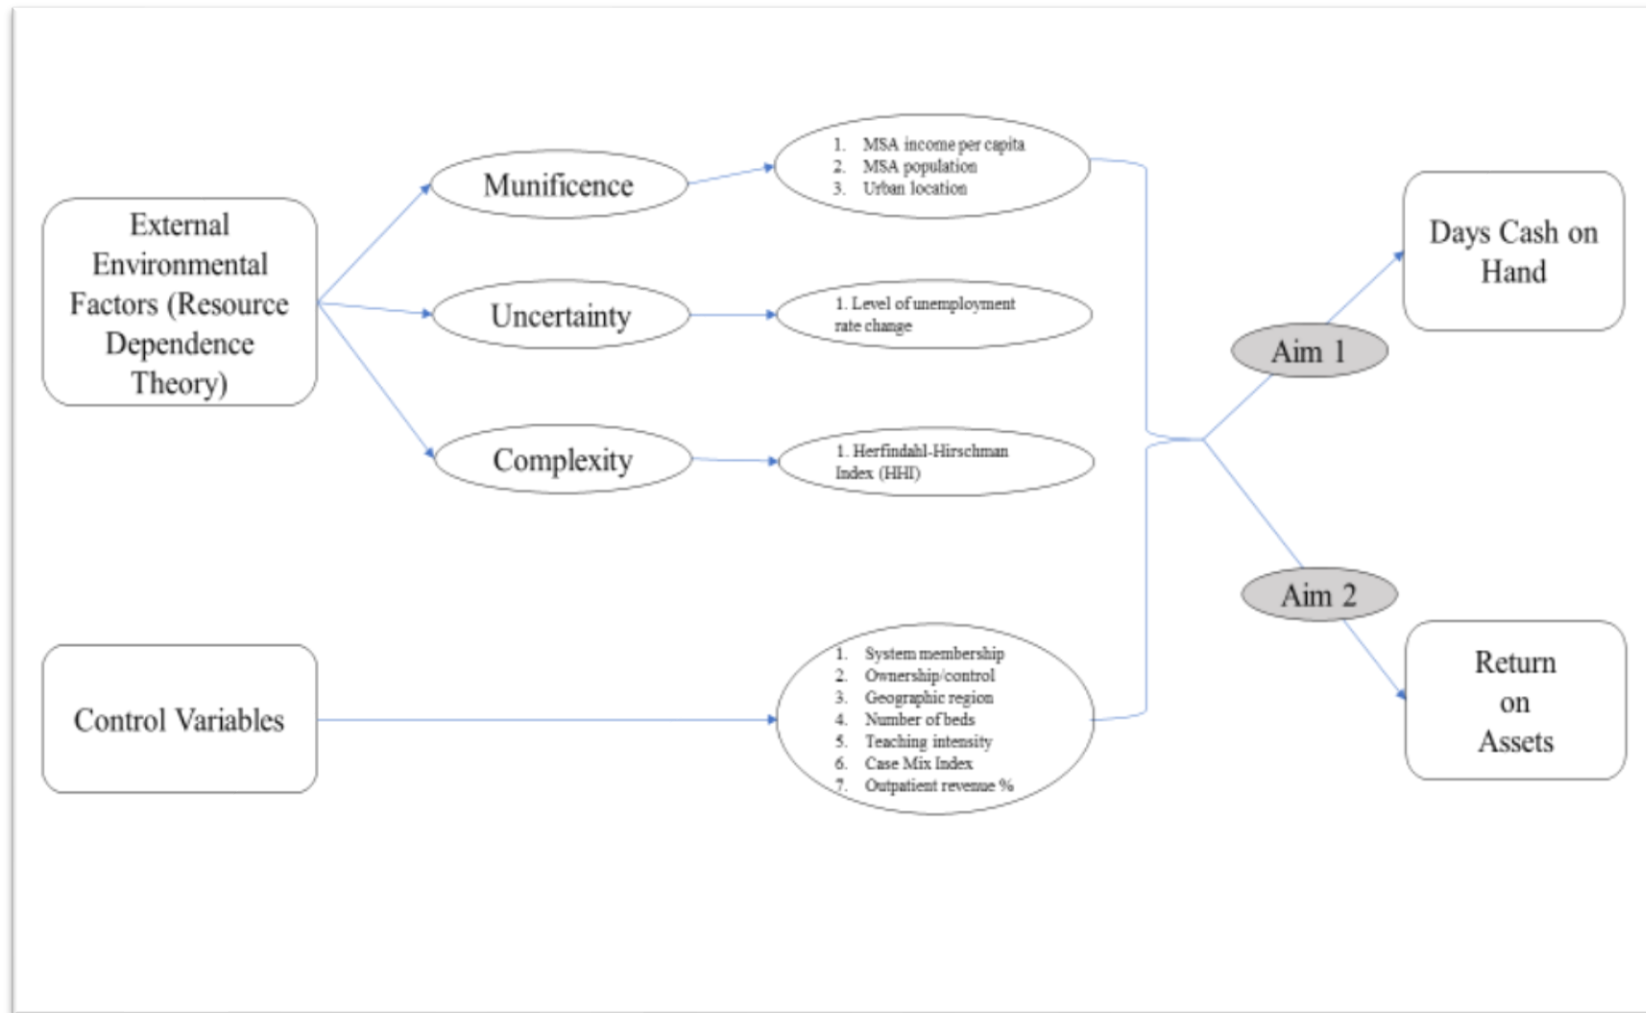 External
Environmental
Factors (Resource
Dependence
Theory)
Munificence
1. MSA income per capita
2. MSA population
3. Urban location
Uncertainty
1. Level of unemployment
rate change
Complexity
1. Herfindahl-Hirschman
Index (HHI)
Control Variables
1. System membership
2. Ownership/control
3. Geographic region
4. Number of beds
5. Teaching intensity
6. Case Mix Index
7. Outpatient revenue %
Aim 1
Days Cash on
Hand
Aim 2
Return
on
Assets